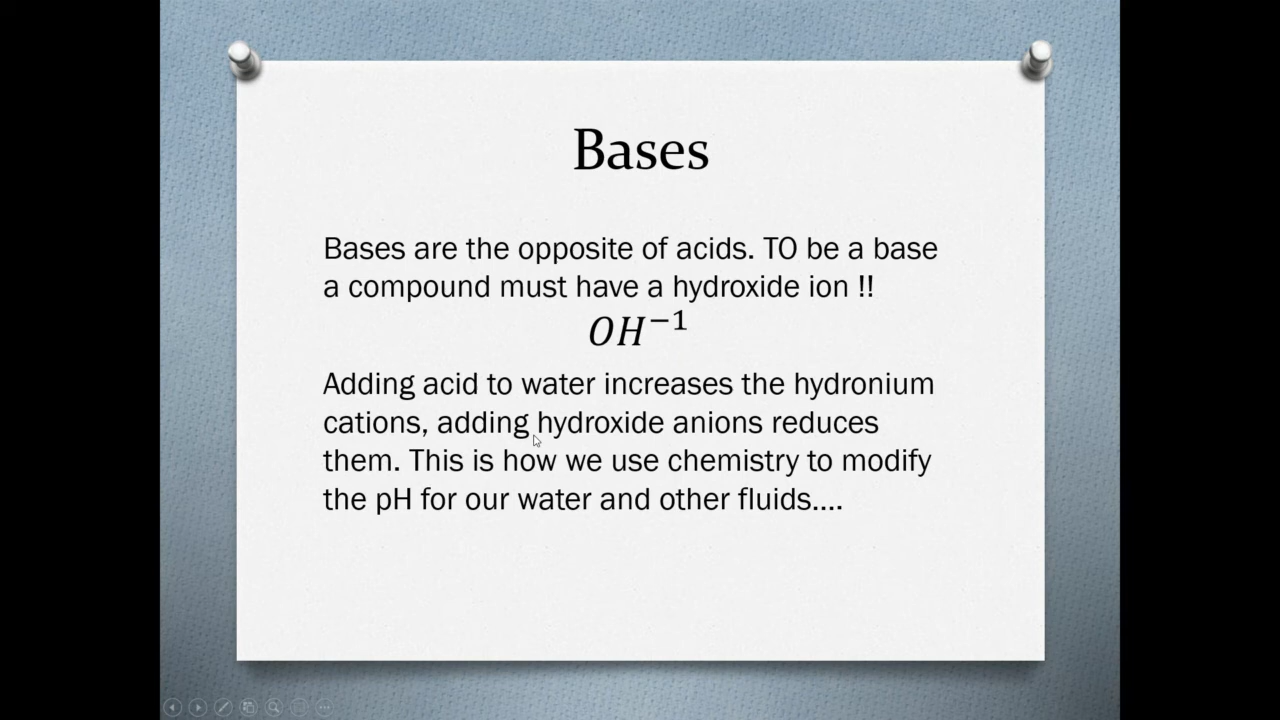 Bases
Bases are the opposite of acids. TO be a base
a compound must have a hydroxide ion !!
OH⁻¹
Adding acid to water increases the hydronium
cations, adding hydroxide anions reduces
them. This is how we use chemistry to modify
the pH for our water and other fluids....